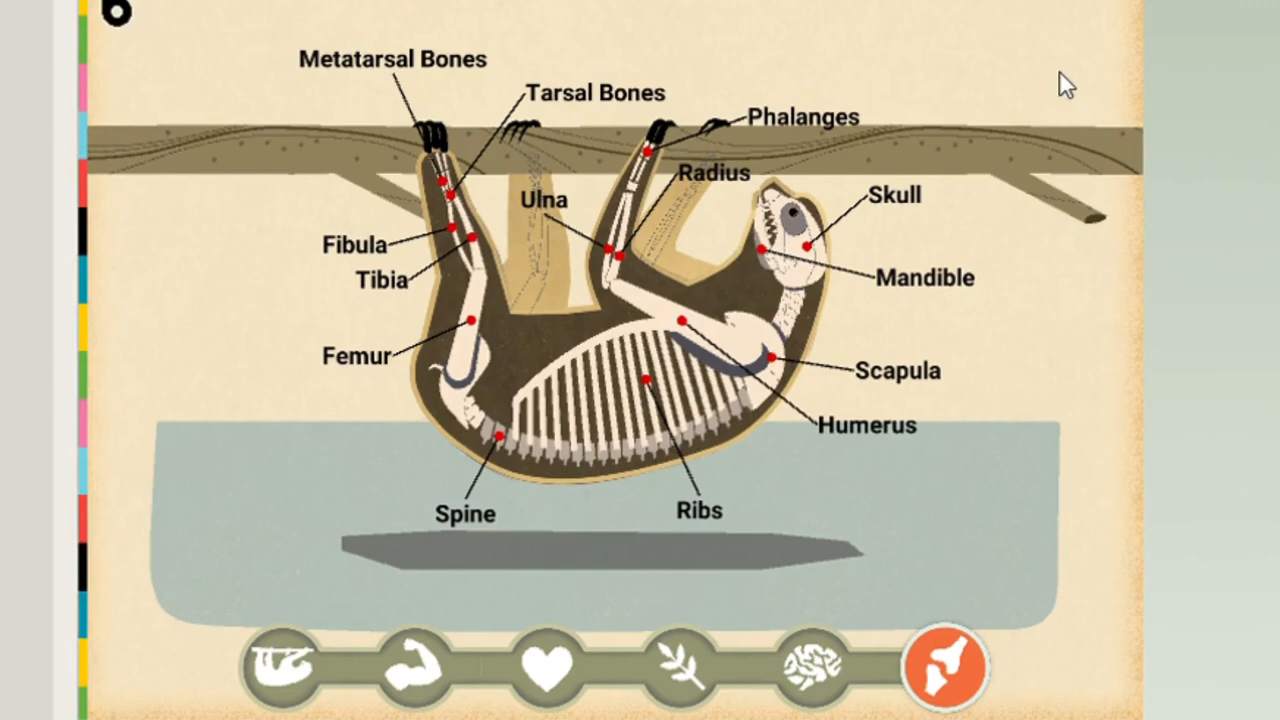 6
Metatarsal Bones
Tarsal Bones
Phalanges
Radius
Ulna
Skull
Fibula
Tibia
Mandible
Femur
Scapula
Humerus
Spine
Ribs